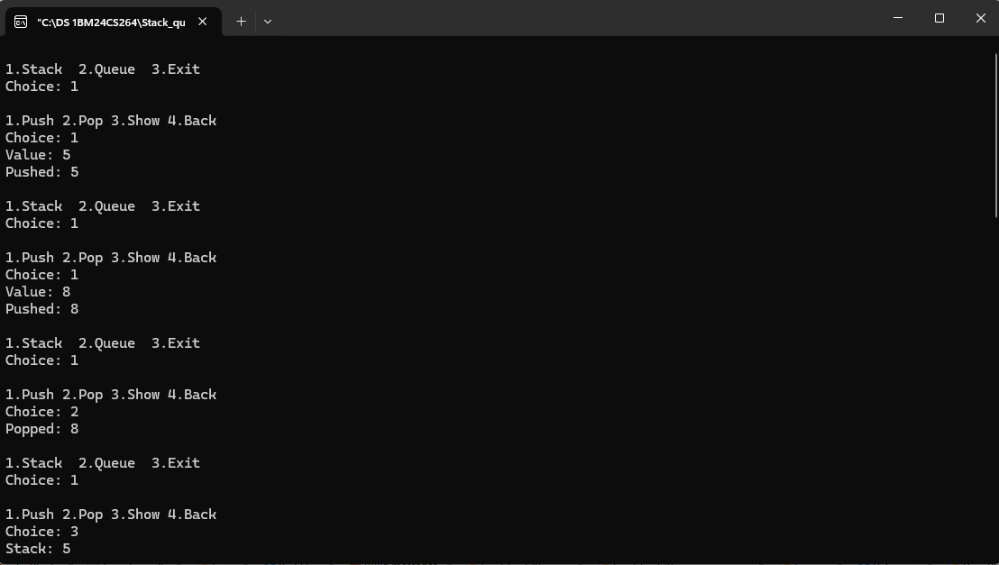 "C:\DS 1BM24CS264\Stack_qu
1.Stack  2.Queue  3.Exit
Choice: 1
1.Push 2.Pop 3.Show 4.Back
Choice: 1
Value: 5
Pushed: 5
1.Stack  2.Queue  3.Exit
Choice: 1
1.Push 2.Pop 3.Show 4.Back
Choice: 1
Value: 8
Pushed: 8
1.Stack  2.Queue  3.Exit
Choice: 1
1.Push 2.Pop 3.Show 4.Back
Choice: 2
Popped: 8
1.Stack  2.Queue  3.Exit
Choice: 1
1.Push 2.Pop 3.Show 4.Back
Choice: 3
Stack: 5